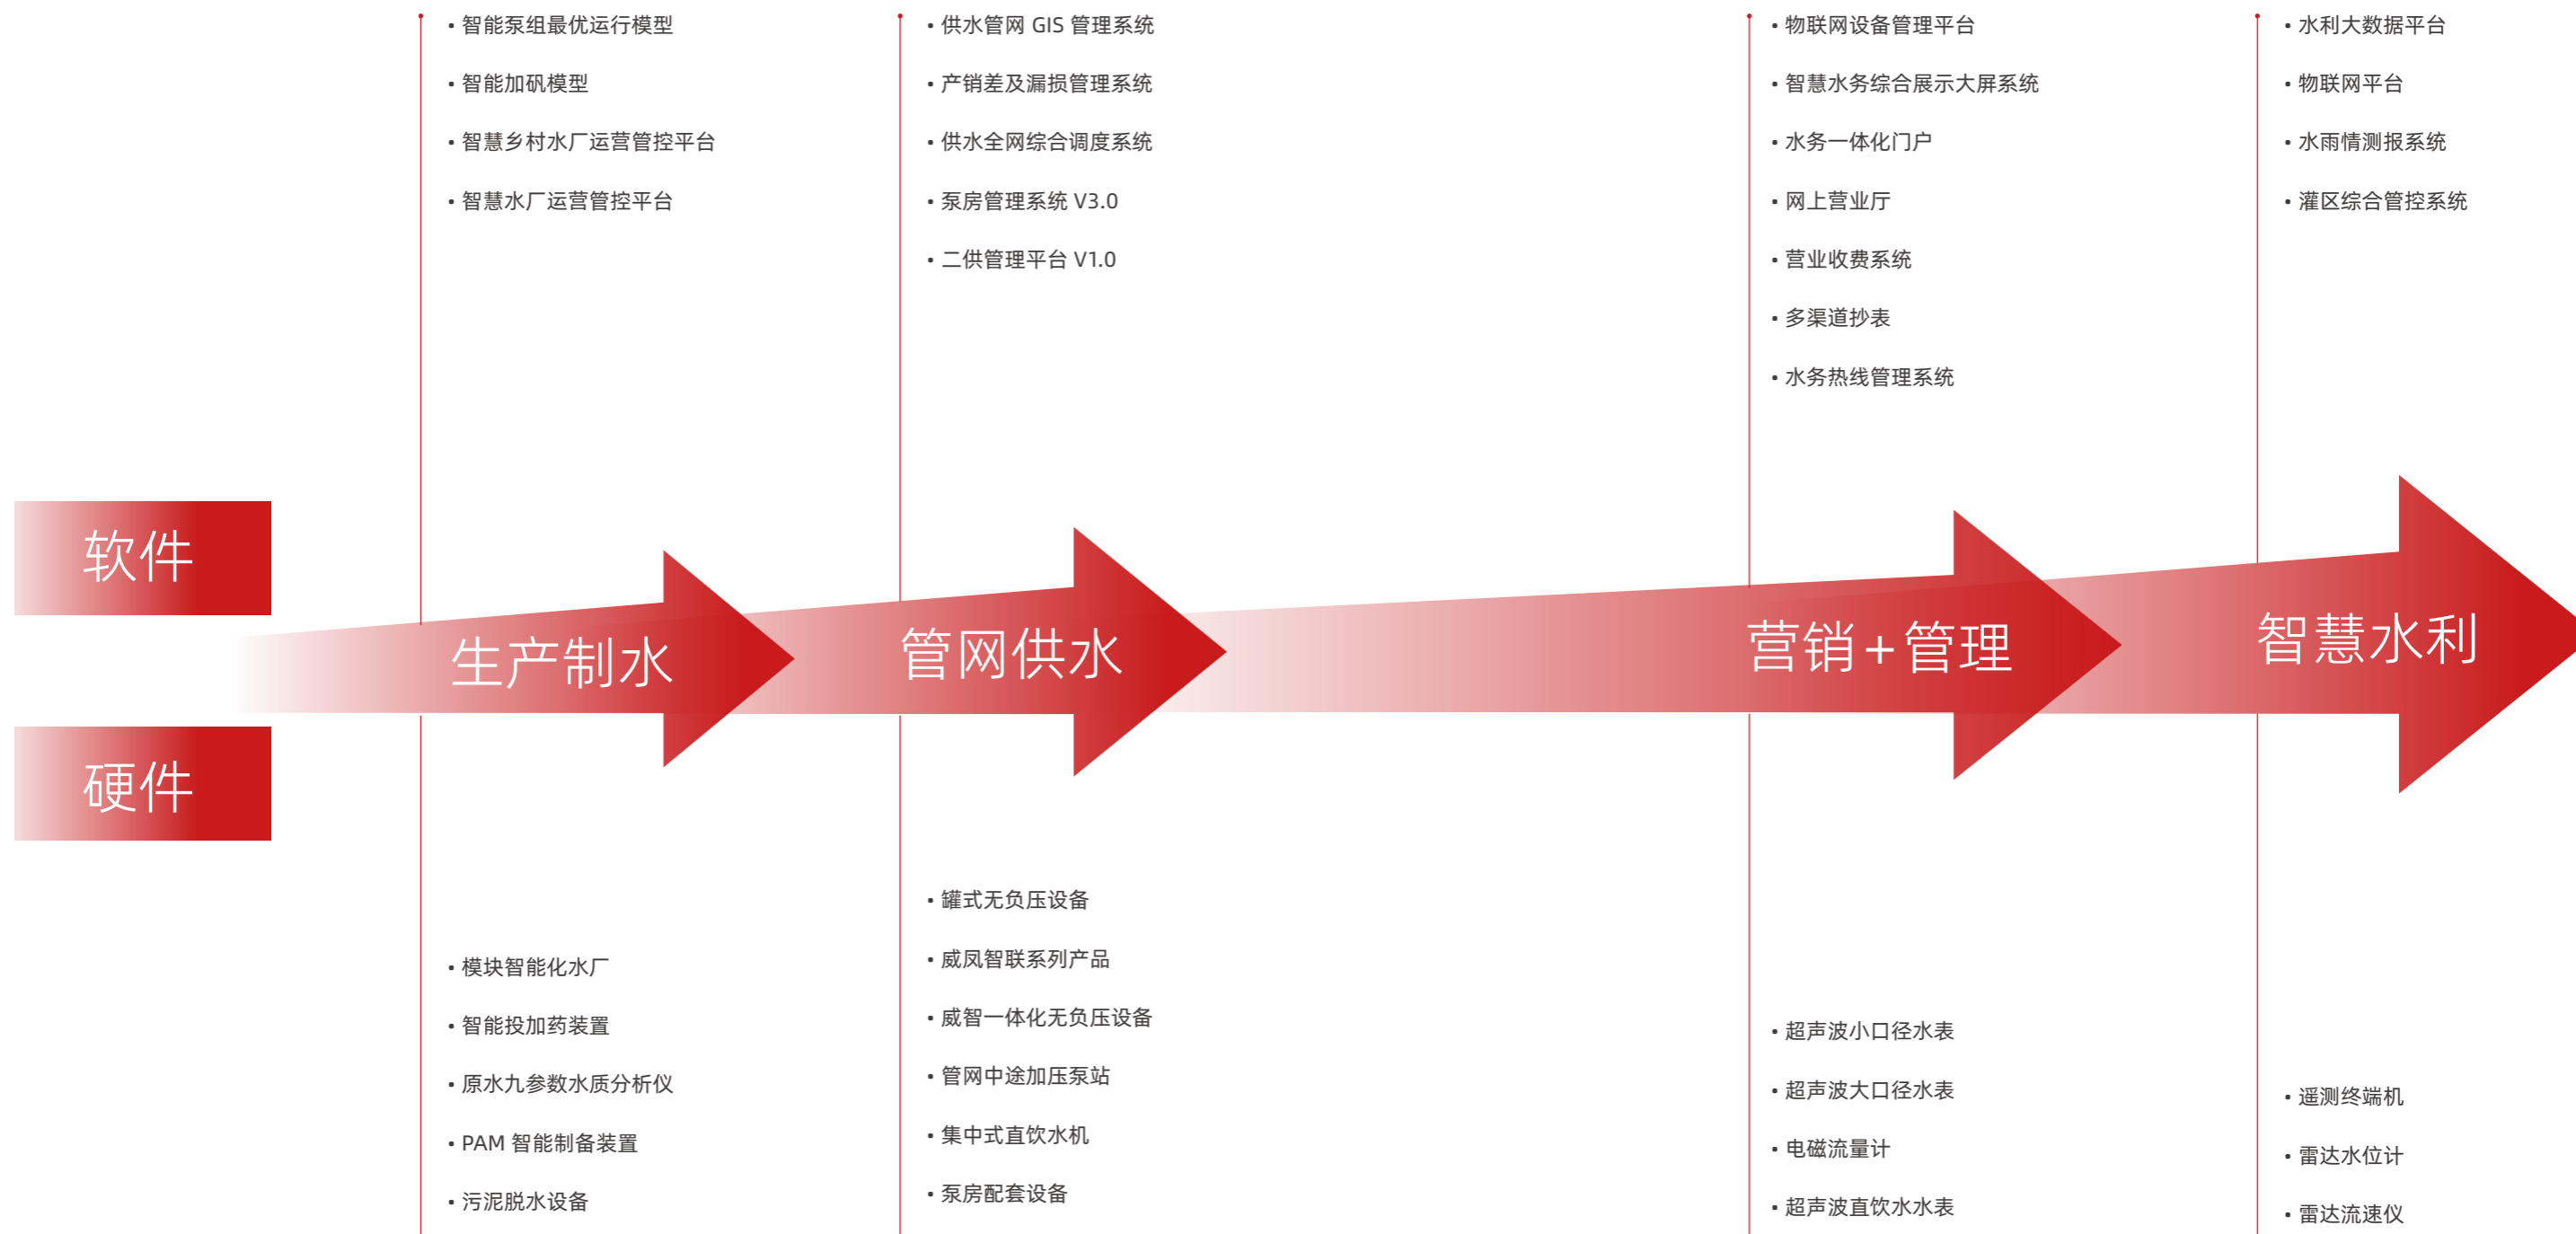 • 智能泵组最优运行模型
• 智能加矾模型
• 智慧乡村水厂运营管控平台
• 智慧水厂运营管控平台
• 供水管网 GIS 管理系统
• 产销差及漏损管理系统
• 供水全网综合调度系统
• 泵房管理系统 V3.0
• 二供管理平台 V1.0
• 物联网设备管理平台
• 智慧水务综合展示大屏系统
• 水务一体化门户
• 网上营业厅
• 营业收费系统
• 多渠道抄表
• 水务热线管理系统
• 水利大数据平台
• 物联网平台
• 水雨情测报系统
• 灌区综合管控系统
软件
生产制水
管网供水
营销+管理
智慧水利
硬件
• 模块智能化水厂
• 智能投加药装置
• 原水九参数水质分析仪
• PAM 智能制备装置
• 污泥脱水设备
• 罐式无负压设备
• 威凤智联系列产品
• 威智一体化无负压设备
• 管网中途加压泵站
• 集中式直饮水机
• 泵房配套设备
• 超声波小口径水表
• 超声波大口径水表
• 电磁流量计
• 超声波直饮水水表
• 遥测终端机
• 雷达水位计
• 雷达流速仪